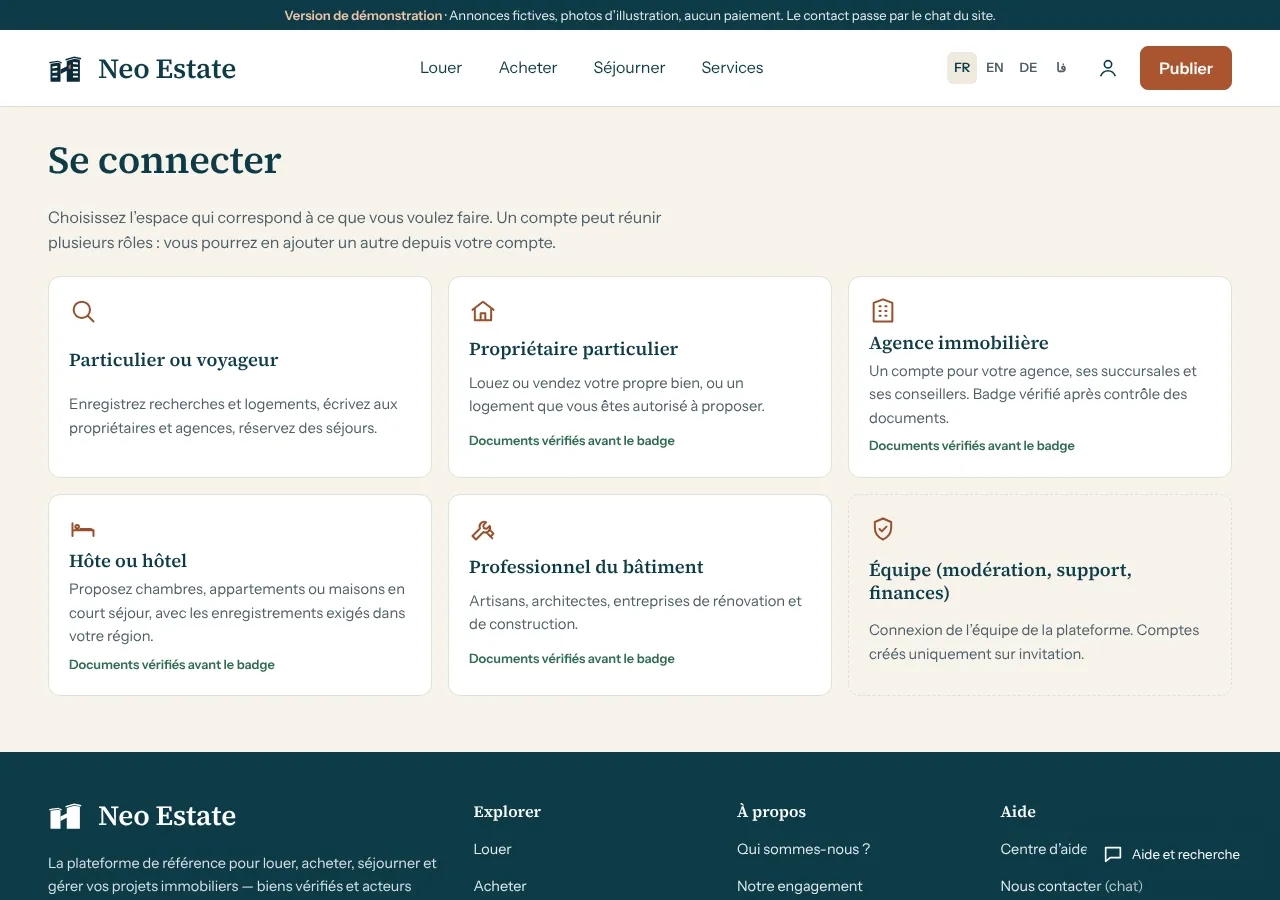 Version de démonstration · Annonces fictives, photos d’illustration, aucun paiement. Le contact passe par le chat du site.
Neo Estate
Louer
Acheter
Séjourner
Services
FR
EN
DE
فا
Publier
Se connecter
Choisissez l’espace qui correspond à ce que vous voulez faire. Un compte peut réunir
plusieurs rôles : vous pourrez en ajouter un autre depuis votre compte.
Particulier ou voyageur
Enregistrez recherches et logements, écrivez aux
propriétaires et agences, réservez des séjours.
Propriétaire particulier
Louez ou vendez votre propre bien, ou un
logement que vous êtes autorisé à proposer.
Documents vérifiés avant le badge
Agence immobilière
Un compte pour votre agence, ses succursales et
ses conseillers. Badge vérifié après contrôle des
documents.
Documents vérifiés avant le badge
Hôte ou hôtel
Proposez chambres, appartements ou maisons en
court séjour, avec les enregistrements exigés dans
votre région.
Documents vérifiés avant le badge
Professionnel du bâtiment
Artisans, architectes, entreprises de rénovation et
de construction.
Documents vérifiés avant le badge
Équipe (modération, support,
finances)
Connexion de l’équipe de la plateforme. Comptes
créés uniquement sur invitation.
Neo Estate
La plateforme de référence pour louer, acheter, séjourner et
gérer vos projets immobiliers — biens vérifiés et acteurs
Explorer
Louer
Acheter
À propos
Qui sommes-nous ?
Notre engagement
Aide
Centre d’aide
Nous contacter (chat)
Aide et recherche